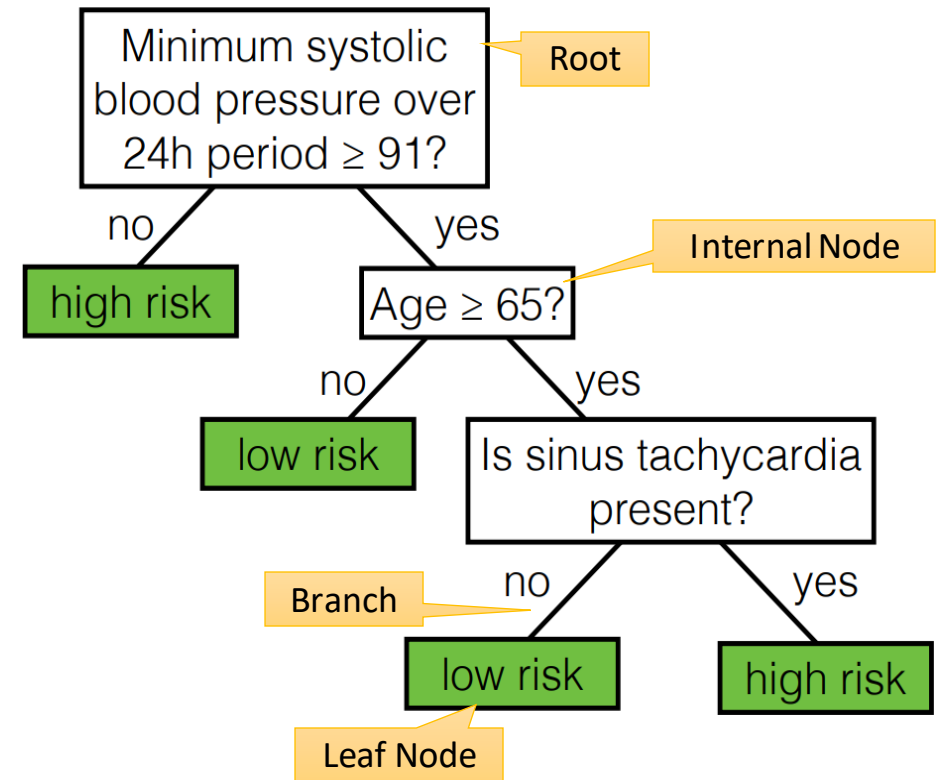 Minimum systolic
blood pressure over
24h period ≥ 91?
Root
no
yes
Internal Node
high risk
Age ≥ 65?
no
yes
low risk
Is sinus tachycardia
present?
no
yes
Branch
low risk
high risk
Leaf Node